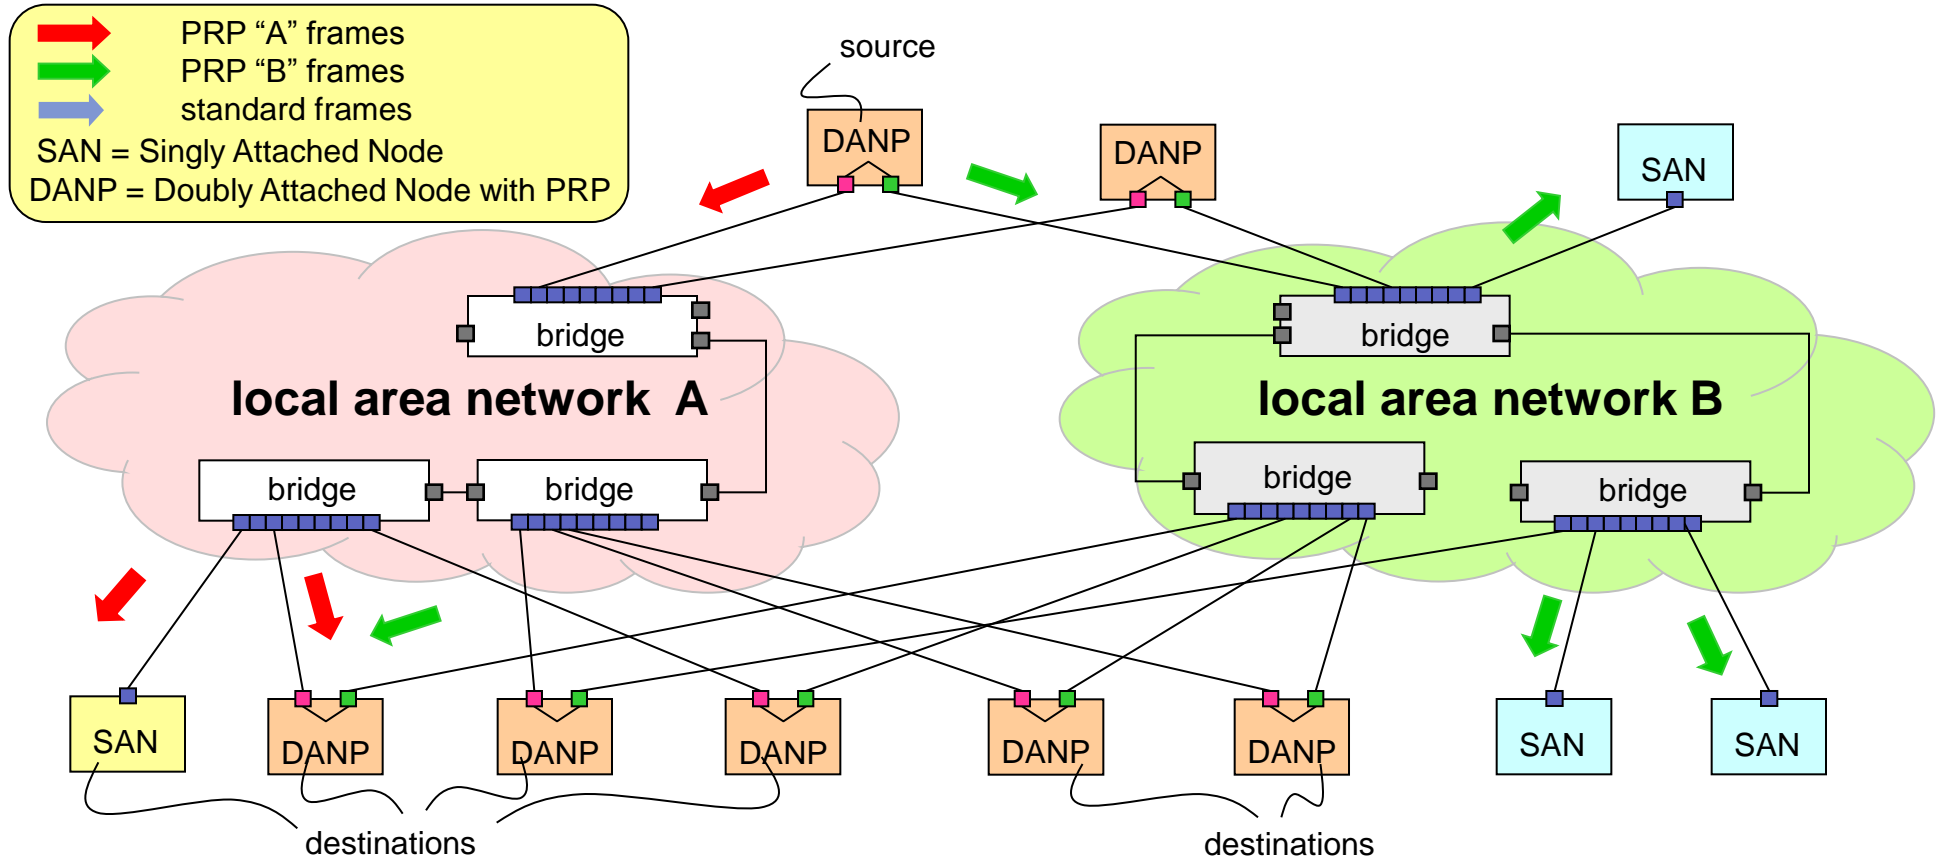 PRP “A” frames
PRP “B” frames
standard frames
SAN = Singly Attached Node
DANP = Doubly Attached Node with PRP
source
DANP
DANP
SAN
bridge
bridge
local area network  A
local area network B
bridge
bridge
bridge
bridge
SAN
DANP
DANP
DANP
DANP
DANP
SAN
SAN
destinations
destinations